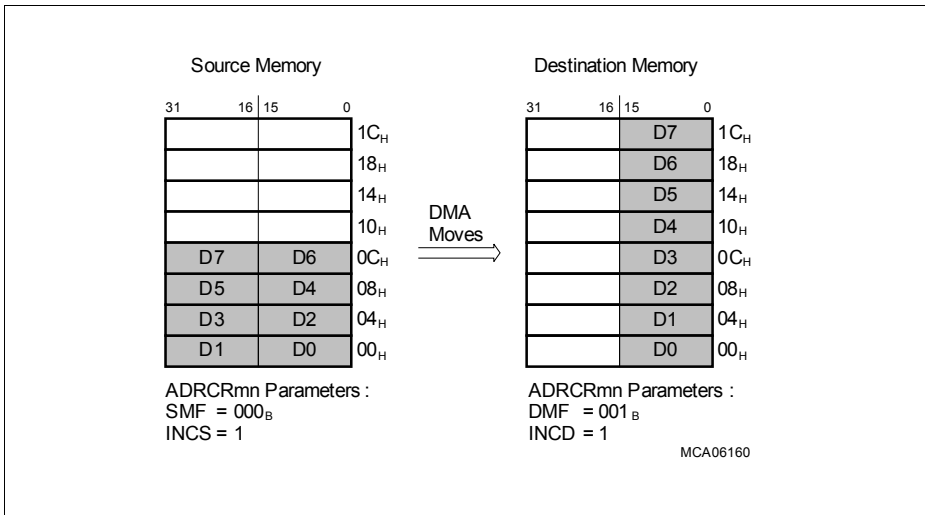 Source Memory
31 16 15 0
1CH
18H
14H
10H
D7 D6 0CH
D5 D4 08H
D3 D2 04H
D1 D0 00H
ADRCRmn Parameters :
SMF = 000B
INCS = 1
DMA
Moves
Destination Memory
31 16 15 0
D7 1CH
D6 18H
D5 14H
D4 10H
D3 0CH
D2 08H
D1 04H
D0 00H
ADRCRmn Parameters :
DMF = 001B
INCD = 1
MCA06160